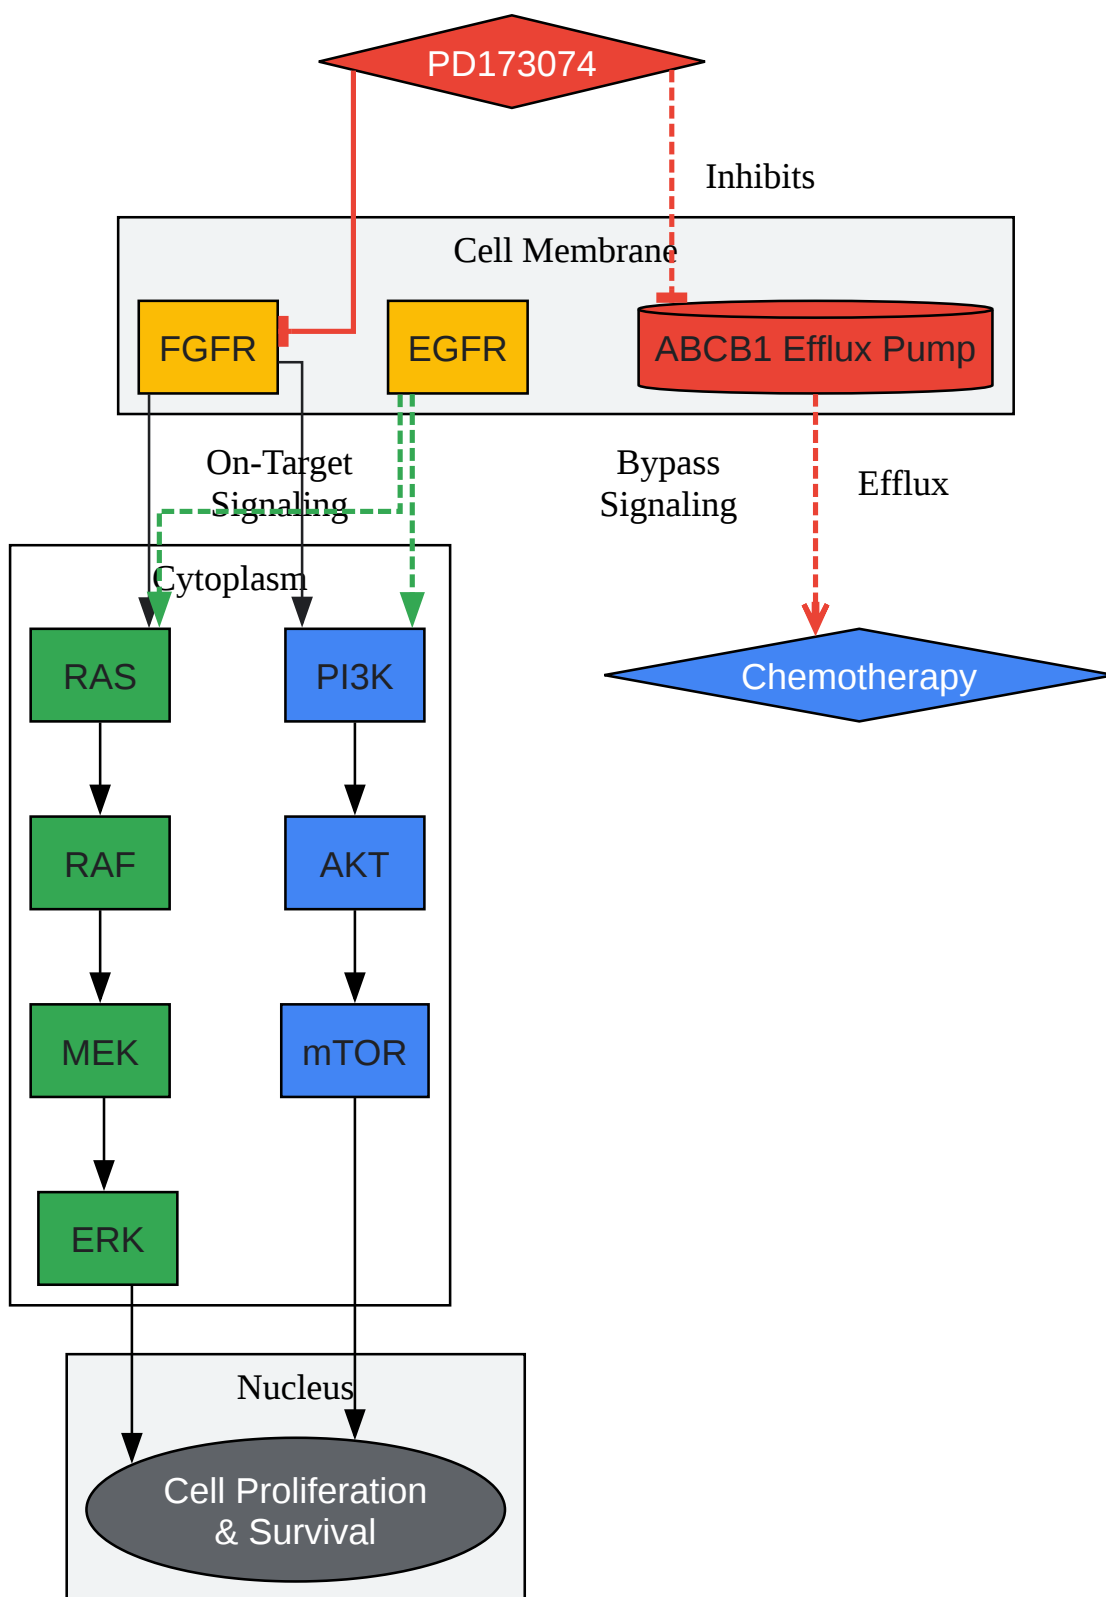 PD173074
Inhibits
Cell Membrane
FGFR
EGFR
ABCB1 Efflux Pump
On-Target
Signaling
Bypass
Signaling
Efflux
Cytoplasm
RAS
PI3K
Chemotherapy
RAF
AKT
MEK
mTOR
ERK
Nucleus
Cell Proliferation
& Survival